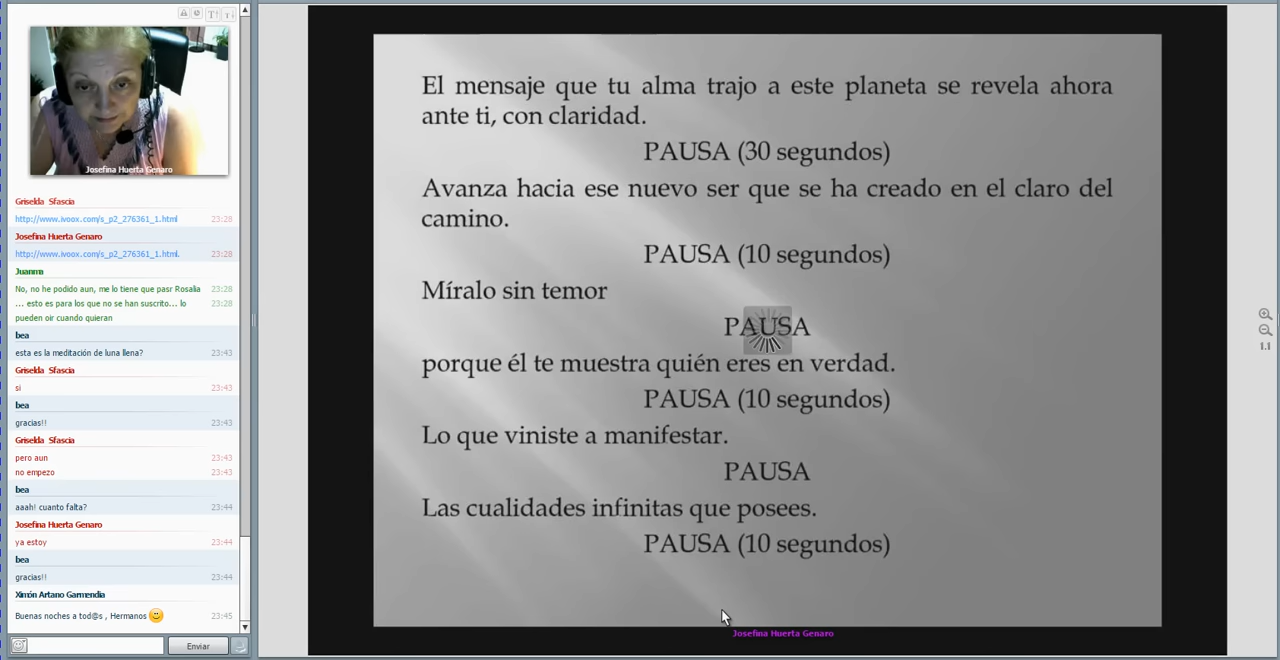 Josefina Huerta Genaro
Griselda Sfascia
http://www.ivoox.com/s_p2_276361_1.html 23:28
Josefina Huerta Genaro
http://www.ivoox.com/s_p2_276361_1.html. 23:28
Juanma
No, no he podido aun, me lo tiene que pasr Rosalia 23:28
... esto es para los que no se han suscrito... lo 23:28
pueden oir cuando quieran
bea
esta es la meditación de luna llena? 23:43
Griselda Sfascia
si 23:43
bea
gracias!! 23:43
Griselda Sfascia
pero aun 23:43
no empezo 23:43
bea
aaah! cuanto falta? 23:44
Josefina Huerta Genaro
ya estoy 23:44
bea
gracias!! 23:44
Ximón Artano Garmendia
Buenas noches a tod@s , Hermanos 23:45
Enviar
El mensaje que tu alma trajo a este planeta se revela ahora
ante ti, con claridad.
PAUSA (30 segundos)
Avanza hacia ese nuevo ser que se ha creado en el claro del
camino.
PAUSA (10 segundos)
Míralo sin temor
PAUSA
porque él te muestra quién eres en verdad.
PAUSA (10 segundos)
Lo que viniste a manifestar.
PAUSA
Las cualidades infinitas que posees.
PAUSA (10 segundos)
Josefina Huerta Genaro
1:1